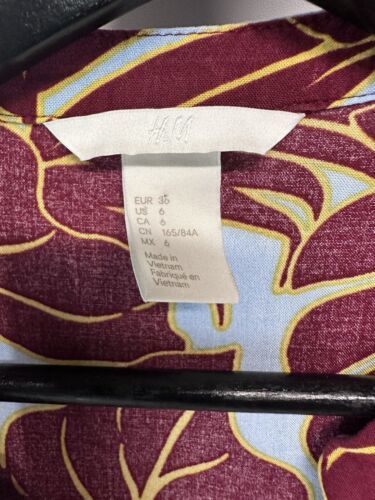 H&M
EUR 36
US 6
CA 6
CN 165/84A
MX 6
Made in
Vietnam
Fabriqué en
Vietnam